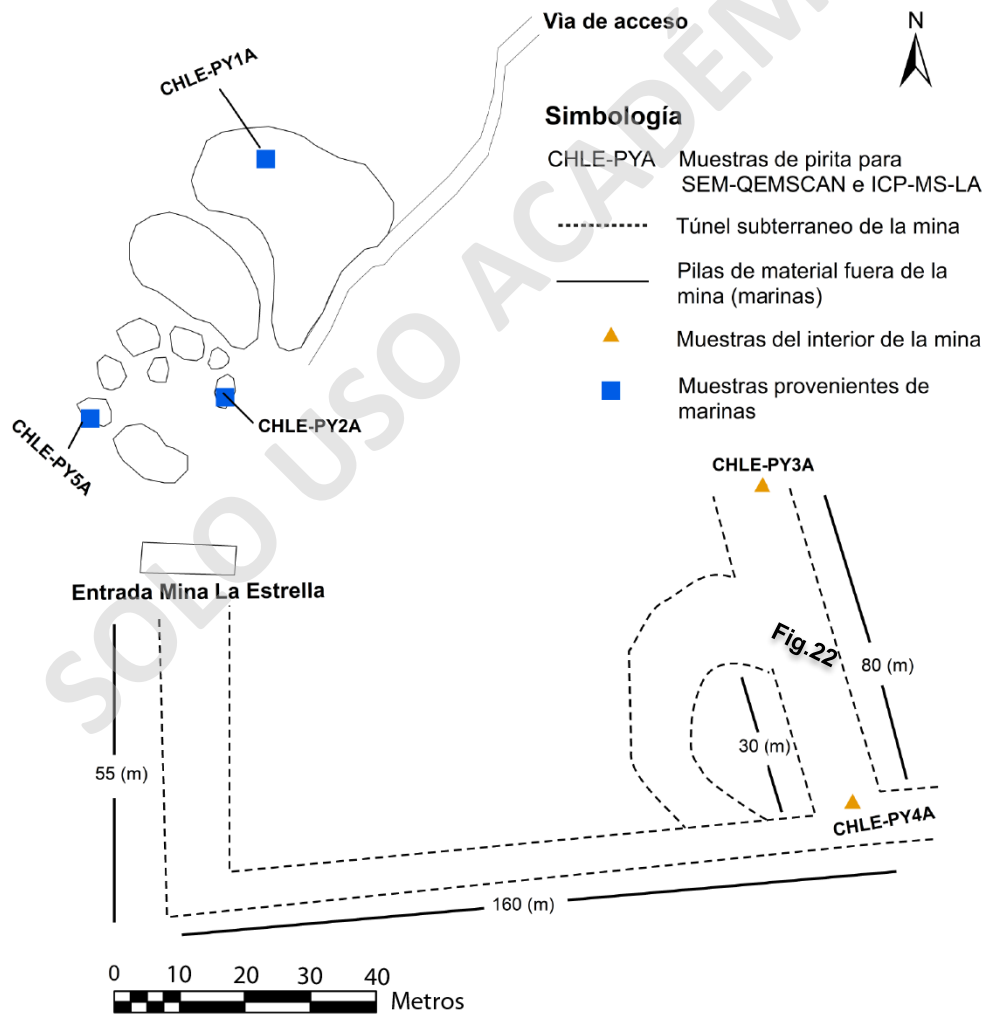 Vìa de acceso
N
CHLE-PY1A
Simbología
CHLE-PYA
Muestras de pirita para
SEM-QEMSCAN e ICP-MS-LA
Túnel subterraneo de la mina
Pilas de material fuera de la
mina (marinas)
Muestras del interior de la mina
Muestras provenientes de
marinas
CHLE-PY2A
CHLE-PY5A
CHLE-PY3A
Entrada Mina La Estrella
Fig.22
80 (m)
30 (m)
55 (m)
CHLE-PY4A
160 (m)
0 10 20 30 40
Metros
SOLO USO ACADÉM